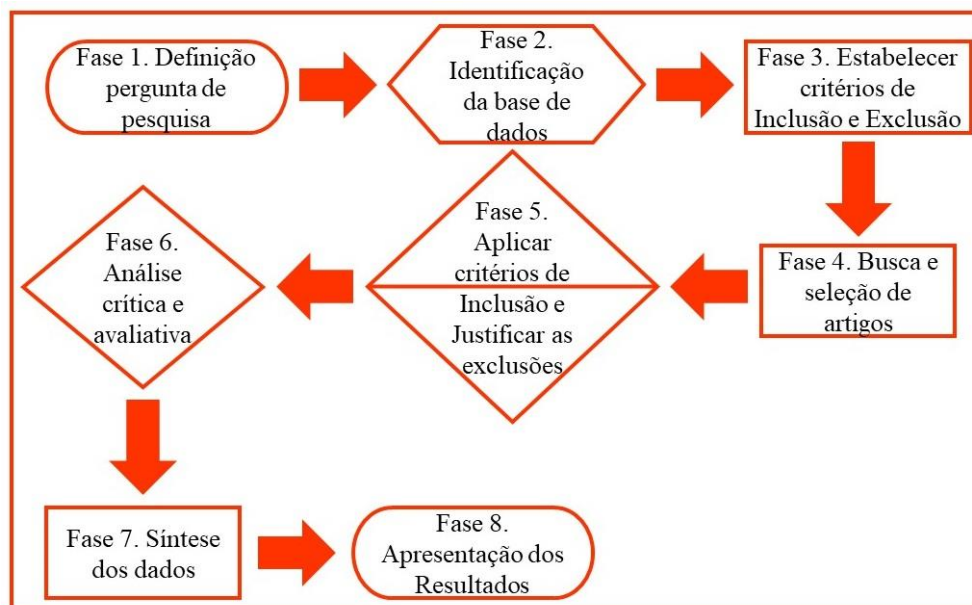 Fase 1. Definição
pergunta de
pesquisa
Fase 2.
Identificação
da base de
dados
Fase 3. Estabelecer
critérios de
Inclusão e Exclusão
Fase 4. Busca e
seleção de
artigos
Fase 5.
Aplicar
critérios de
Inclusão e
Justificar as
exclusões
Fase 6.
Análise
crítica e
avaliativa
Fase 7. Síntese
dos dados
Fase 8.
Apresentação dos
Resultados